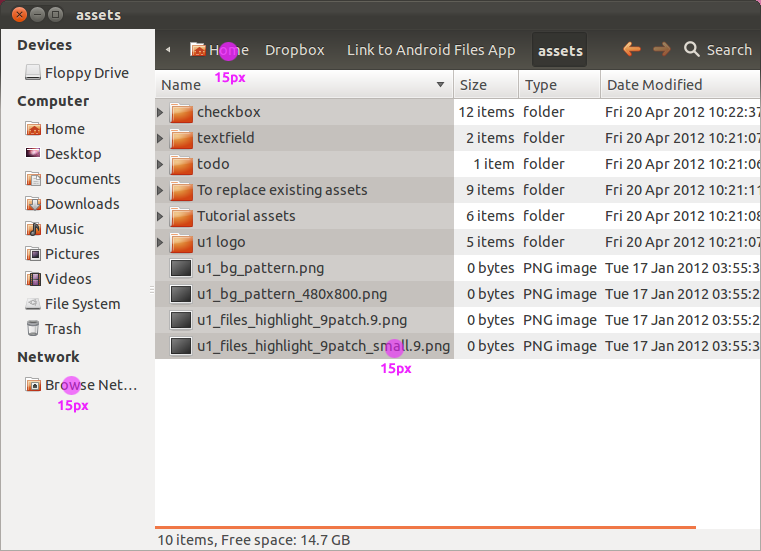 assets
Devices
Floppy Drive
Computer
Home
Desktop
Documents
Downloads
Music
Pictures
Videos
File System
Trash
Network
Browse Net...
15px
Home Dropbox Link to Android Files App assets Search
15px
Name Size Type Date Modified
checkbox 12 items folder Fri 20 Apr 2012 10:22:37
textfield 2 items folder Fri 20 Apr 2012 10:21:07
todo 1 item folder Fri 20 Apr 2012 10:21:06
To replace existing assets 9 items folder Fri 20 Apr 2012 10:21:11
Tutorial assets 6 items folder Fri 20 Apr 2012 10:21:08
u1 logo 5 items folder Fri 20 Apr 2012 10:21:07
u1_bg_pattern.png 0 bytes PNG image Tue 17 Jan 2012 03:55:3
u1_bg_pattern_480x800.png 0 bytes PNG image Tue 17 Jan 2012 03:55:2
u1_files_highlight_9patch.9.png 0 bytes PNG image Tue 17 Jan 2012 03:55:3
u1_files_highlight_9patch_small.9.png 0 bytes PNG image Tue 17 Jan 2012 03:55:3
15px
10 items, Free space: 14.7 GB